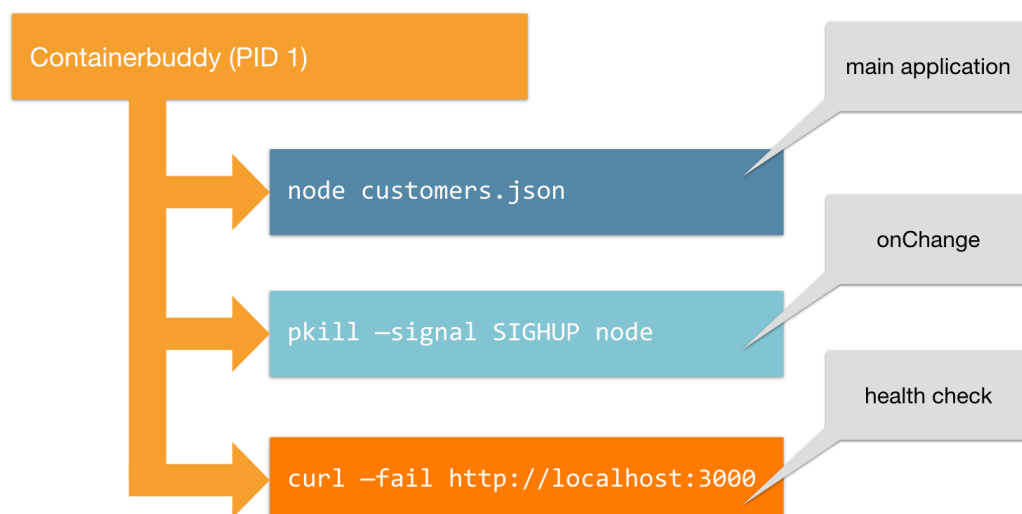 Containerbuddy (PID 1)
main application
node customers.json
onChange
pkill —signal SIGHUP node
health check
curl —fail http://localhost:3000